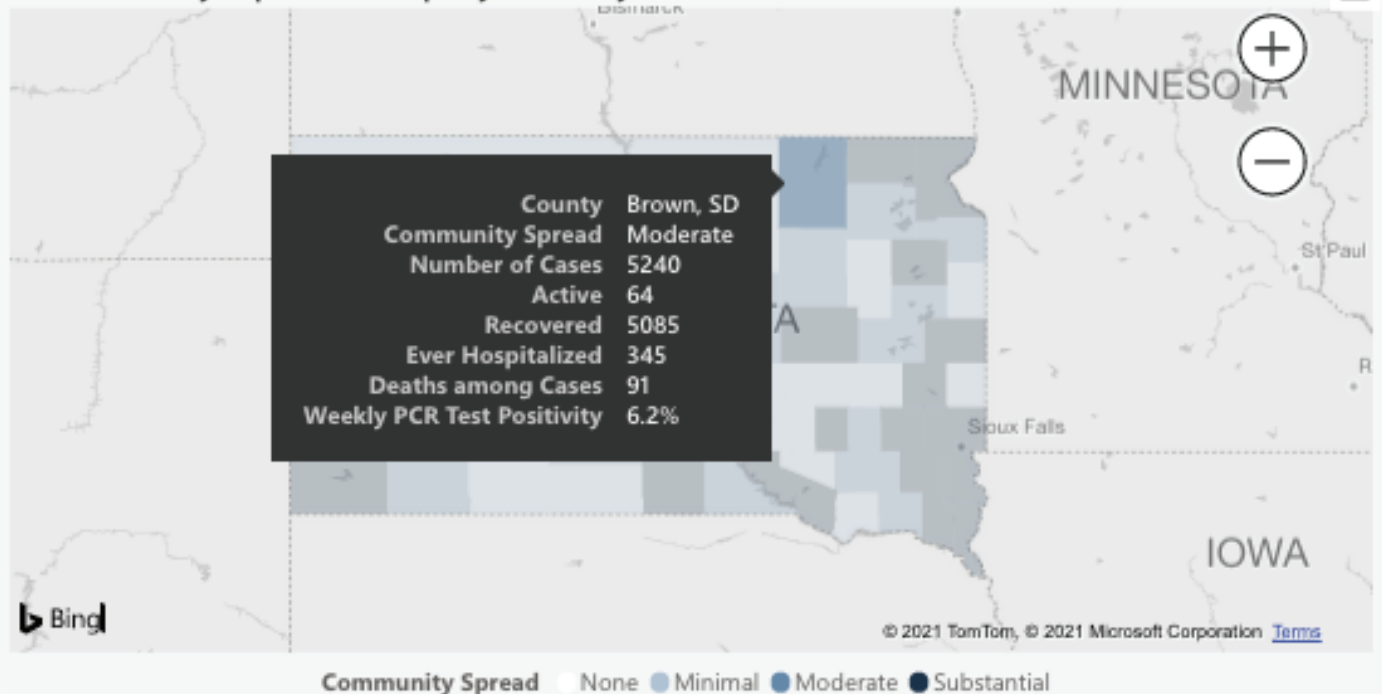 Bismarck
MINNESOTA
County Brown, SD
Community Spread Moderate
Number of Cases 5240
Active 64
Recovered 5085
Ever Hospitalized 345
Deaths among Cases 91
Weekly PCR Test Positivity 6.2%
St Paul
TA
R
Sioux Falls
IOWA
Bing
© 2021 TomTom, © 2021 Microsoft Corporation Terms
Community Spread None Minimal Moderate Substantial